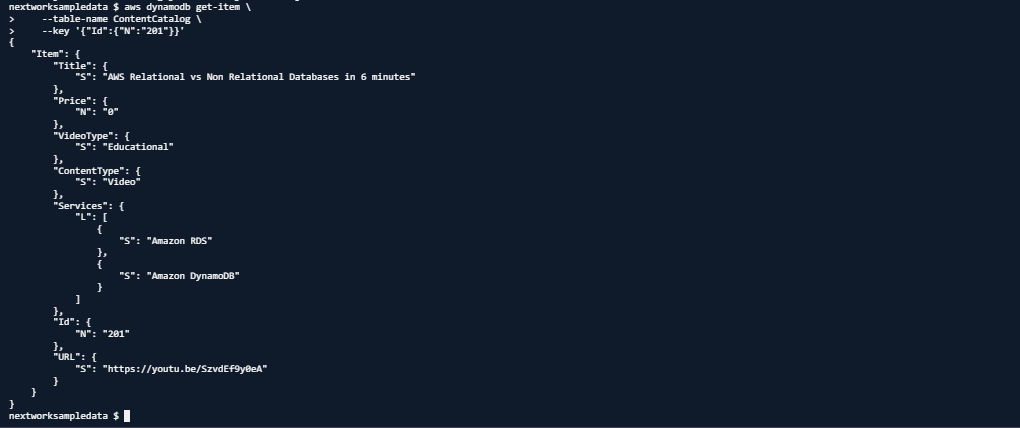 nextworksampledata $ aws dynamodb get-item \
>     --table-name ContentCatalog \
>     --key '{"Id":{"N":"201"}}'
{
    "Item": {
        "Title": {
            "S": "AWS Relational vs Non Relational Databases in 6 minutes"
        },
        "Price": {
            "N": "0"
        },
        "VideoType": {
            "S": "Educational"
        },
        "ContentType": {
            "S": "Video"
        },
        "Services": {
            "L": [
                {
                    "S": "Amazon RDS"
                },
                {
                    "S": "Amazon DynamoDB"
                }
            ]
        },
        "Id": {
            "N": "201"
        },
        "URL": {
            "S": "https://youtu.be/SzvdEf9y0eA"
        }
    }
}
nextworksampledata $